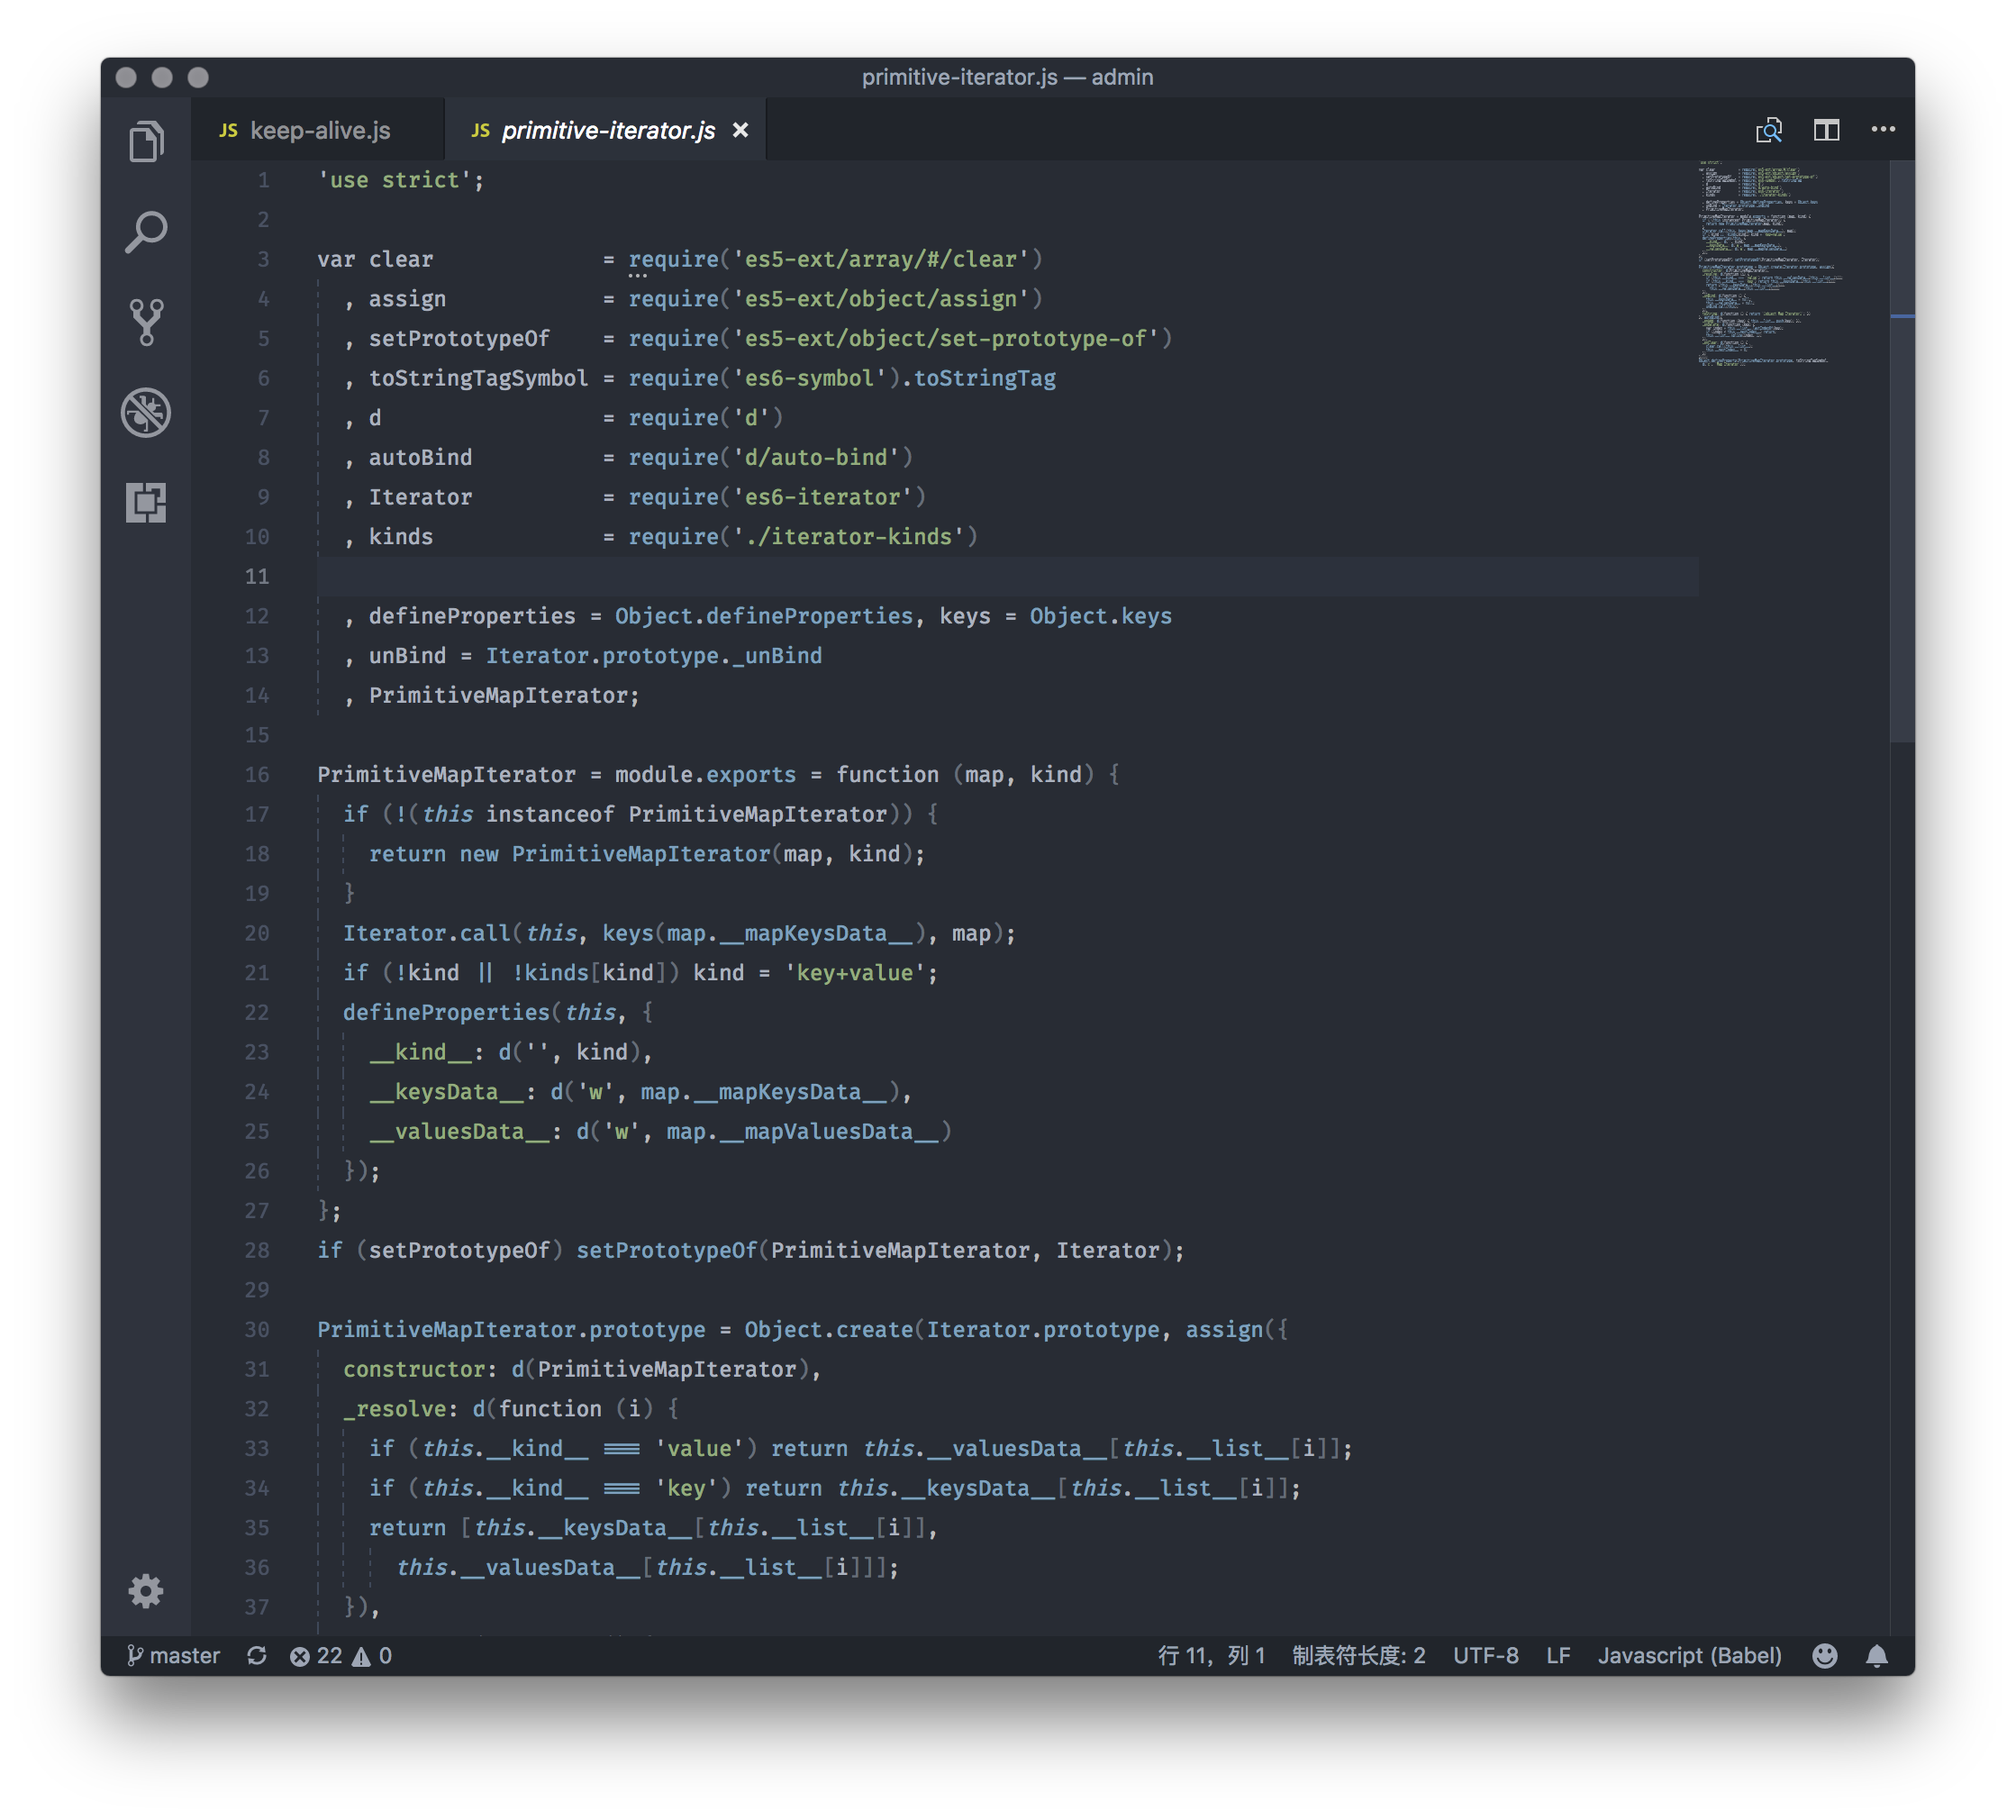 primitive-iterator.js — admin
JS keep-alive.js
JS primitive-iterator.js
1 'use strict';
2
3 var clear = require('es5-ext/array/#/clear')
4 , assign = require('es5-ext/object/assign')
5 , setPrototypeOf = require('es5-ext/object/set-prototype-of')
6 , toStringTagSymbol = require('es6-symbol').toStringTag
7 , d = require('d')
8 , autoBind = require('d/auto-bind')
9 , Iterator = require('es6-iterator')
10 , kinds = require('./iterator-kinds')
11
12 , defineProperties = Object.defineProperties, keys = Object.keys
13 , unBind = Iterator.prototype._unBind
14 , PrimitiveMapIterator;
15
16 PrimitiveMapIterator = module.exports = function (map, kind) {
17 if (!(this instanceof PrimitiveMapIterator)) {
18 return new PrimitiveMapIterator(map, kind);
19 }
20 Iterator.call(this, keys(map.__mapKeysData__), map);
21 if (!kind || !kinds[kind]) kind = 'key+value';
22 defineProperties(this, {
23 __kind__: d('', kind),
24 __keysData__: d('w', map.__mapKeysData__),
25 __valuesData__: d('w', map.__mapValuesData__)
26 });
27 };
28 if (setPrototypeOf) setPrototypeOf(PrimitiveMapIterator, Iterator);
29
30 PrimitiveMapIterator.prototype = Object.create(Iterator.prototype, assign({
31 constructor: d(PrimitiveMapIterator),
32 _resolve: d(function (i) {
33 if (this.__kind__ === 'value') return this.__valuesData__[this.__list__[i]];
34 if (this.__kind__ === 'key') return this.__keysData__[this.__list__[i]];
35 return [this.__keysData__[this.__list__[i]],
36 this.__valuesData__[this.__list__[i]]];
37 }),
master 22 0 行 11，列 1 制表符长度: 2 UTF-8 LF Javascript (Babel)